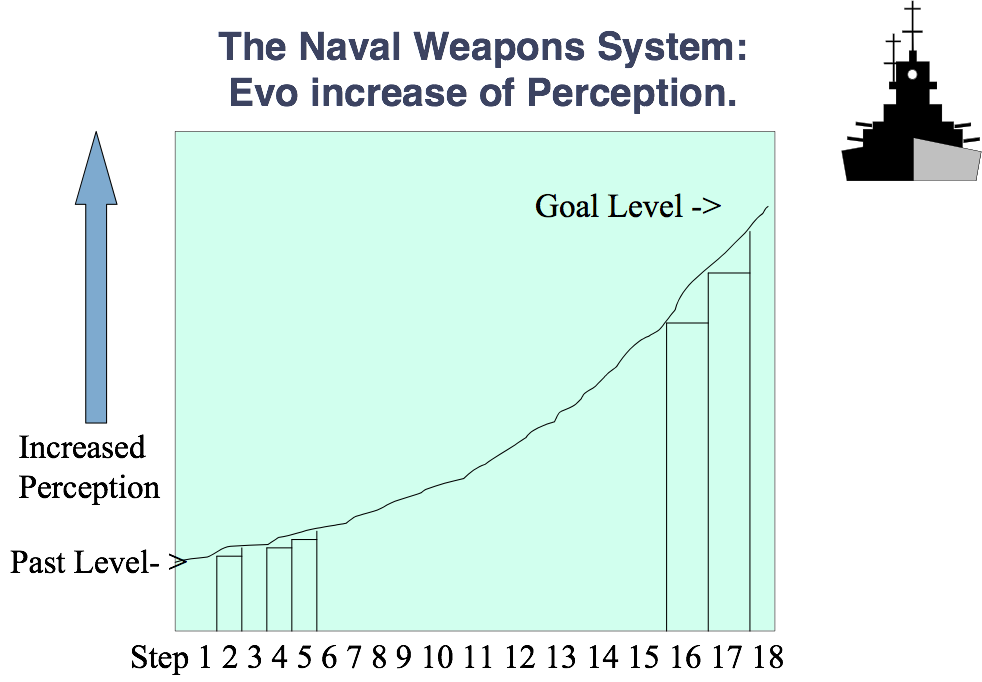 The Naval Weapons System:
Evo increase of Perception.
Goal Level ->
Increased
Perception
Past Level- >
Step 1 2 3 4 5 6 7 8 9 10 11 12 13 14 15 16 17 18